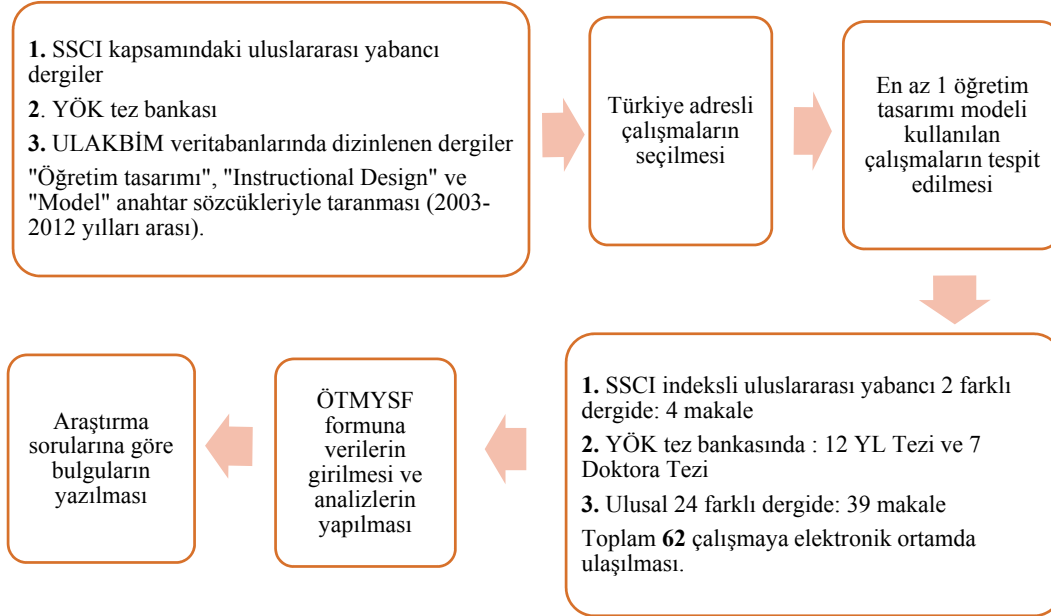 1. SSCI kapsamındaki uluslararası yabancı
dergiler
2. YÖK tez bankası
3. ULAKBİM veritabanlarında dizinlenen dergiler
"Öğretim tasarımı", "Instructional Design" ve
"Model" anahtar sözcükleriyle taranması (2003-
2012 yılları arası).
Türkiye adresli
çalışmaların
seçilmesi
En az 1 öğretim
tasarımı modeli
kullanılan
çalışmaların tespit
edilmesi
1. SSCI indeksli uluslararası yabancı 2 farklı
dergide: 4 makale
2. YÖK tez bankasında : 12 YL Tezi ve 7
Doktora Tezi
3. Ulusal 24 farklı dergide: 39 makale
Toplam 62 çalışmaya elektronik ortamda
ulaşılması.
ÖTMYSF
formuna
verilerin
girilmesi ve
analizlerin
yapılması
Araştırma
sorularına göre
bulguların
yazılması